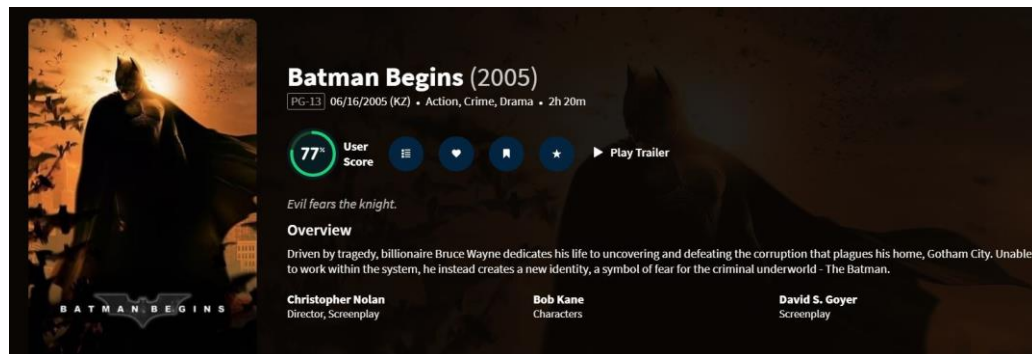 Batman Begins (2005)
PG-13 06/16/2005 (KZ) • Action, Crime, Drama • 2h 20m
77% User
Score
Play Trailer
Evil fears the knight.
Overview
Driven by tragedy, billionaire Bruce Wayne dedicates his life to uncovering and defeating the corruption that plagues his home, Gotham City. Unable
to work within the system, he instead creates a new identity, a symbol of fear for the criminal underworld - The Batman.
Christopher Nolan
Director, Screenplay
Bob Kane
Characters
David S. Goyer
Screenplay
BATMAN BEGINS